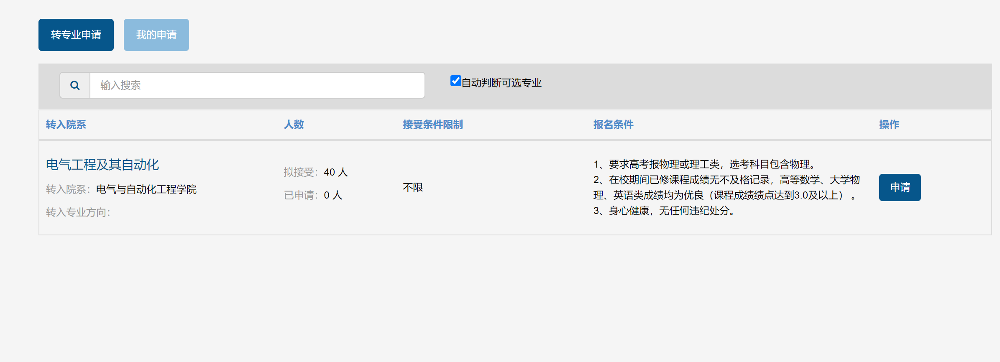 转专业申请
我的申请
输入搜索
自动判断可选专业
转入院系
人数
接受条件限制
报名条件
操作
电气工程及其自动化
转入院系：电气与自动化工程学院
转入专业方向：
拟接受：40 人
已申请：0 人
不限
1、要求高考报物理或理工类，选考科目包含物理。
2、在校期间已修课程成绩无不及格记录，高等数学、大学物
理、英语类成绩均为优良（课程成绩绩点达到3.0及以上） 。
3、身心健康，无任何违纪处分。
申请